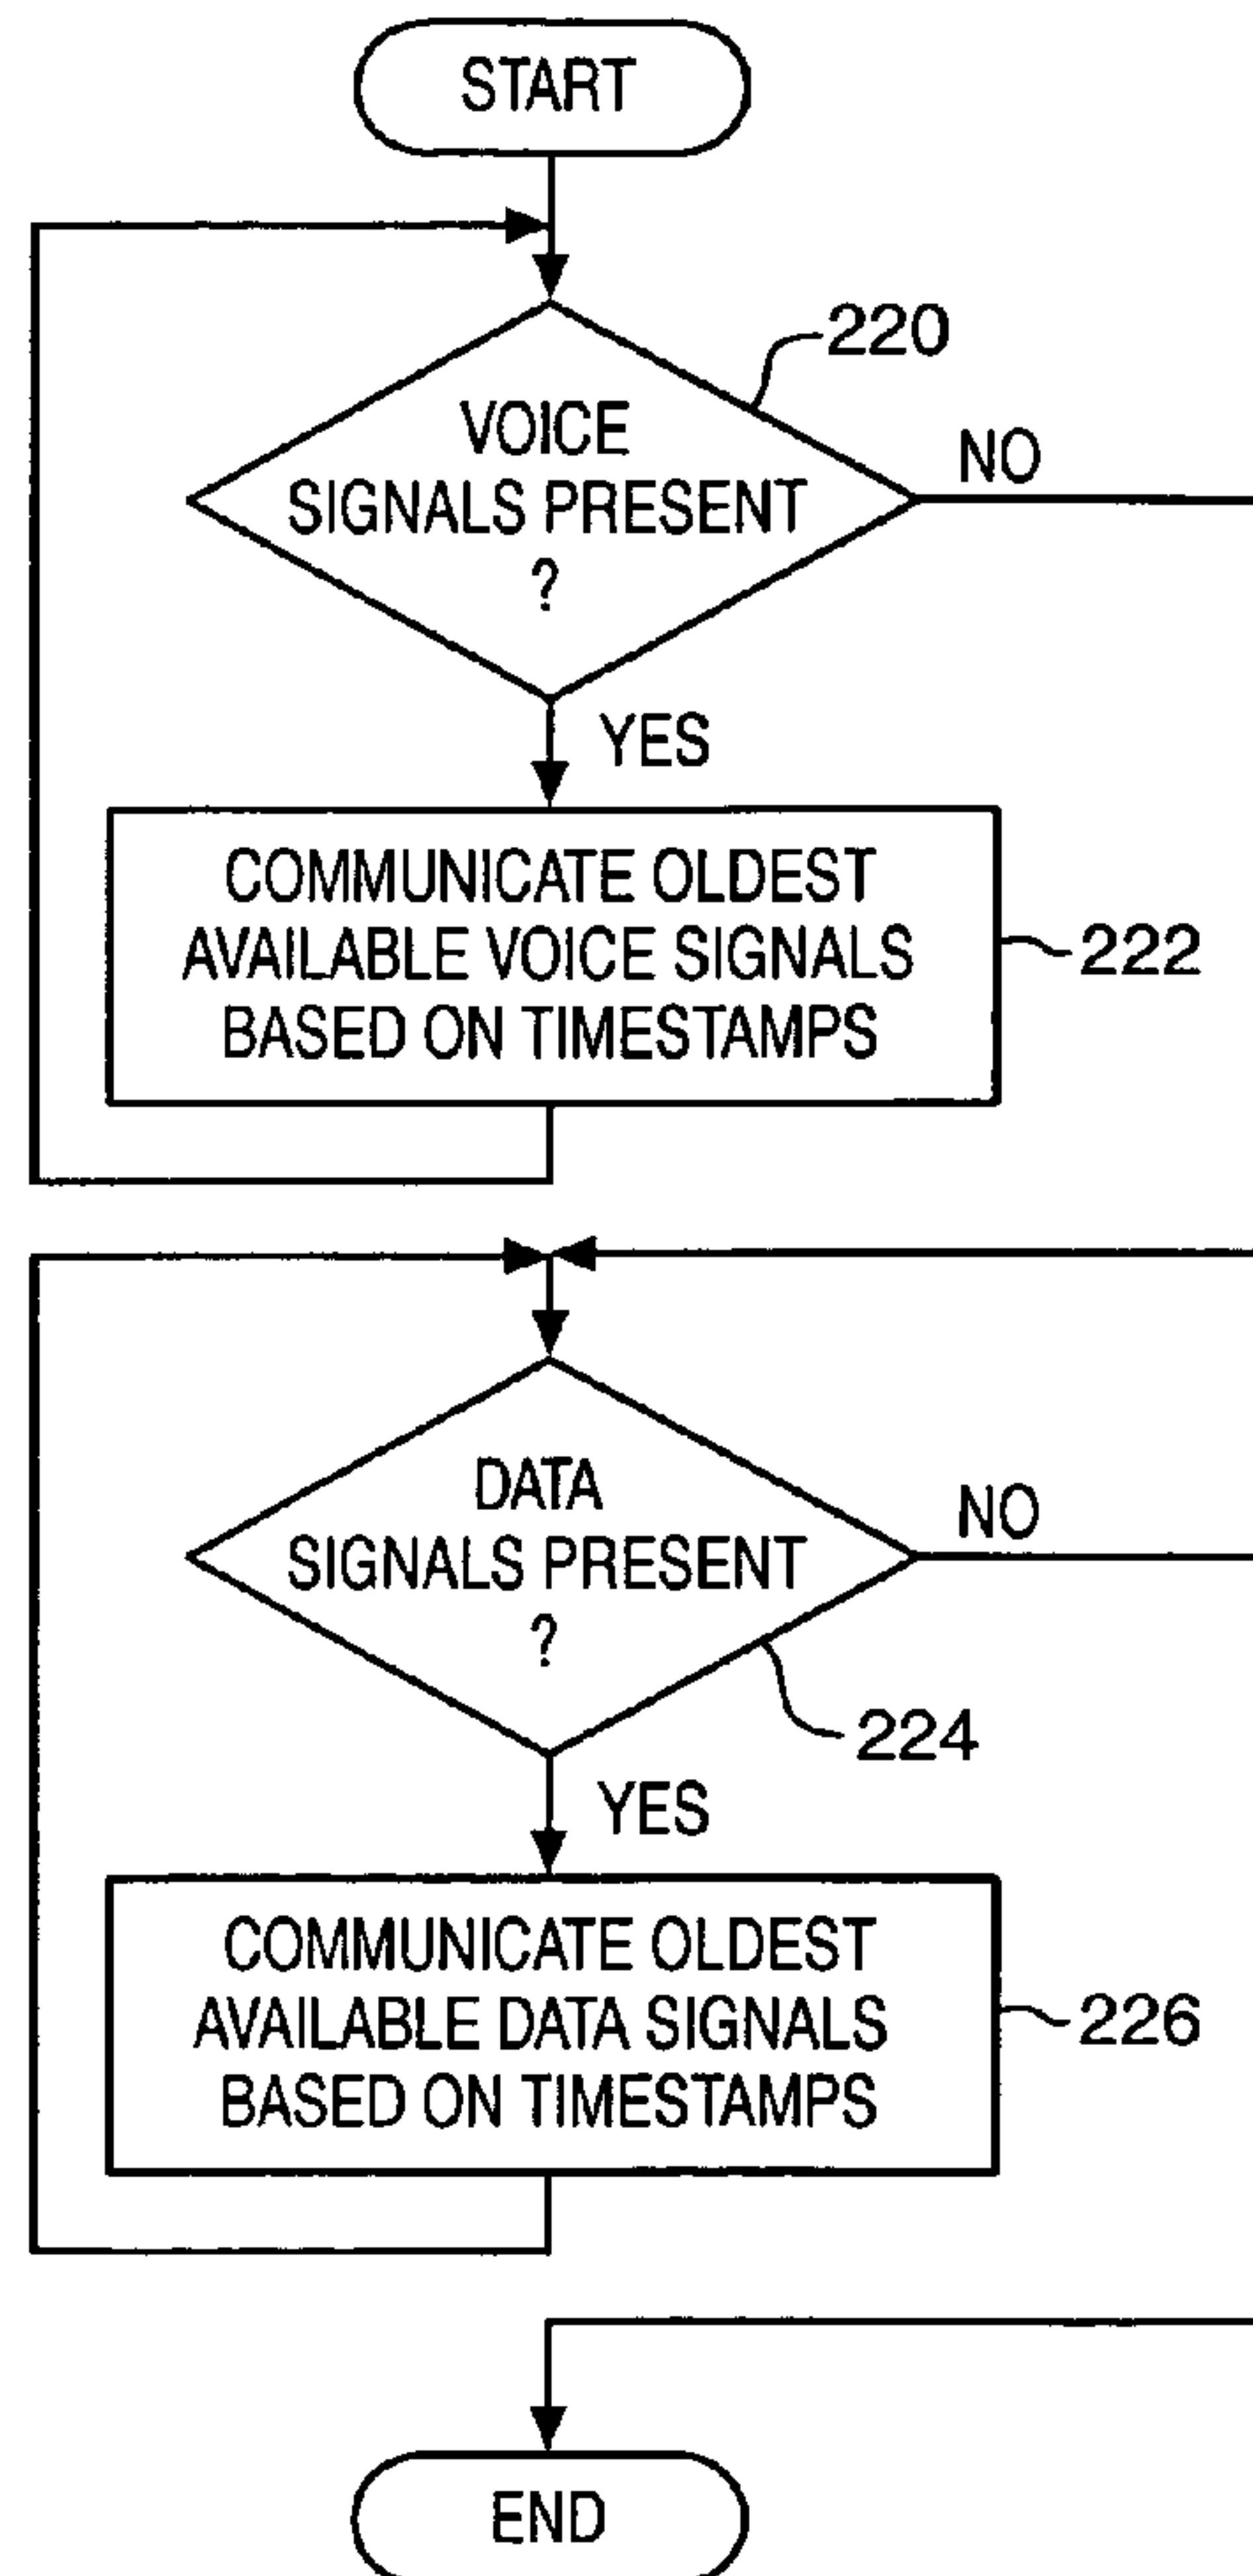 START
220
VOICE
SIGNALS PRESENT
?
NO
YES
COMMUNICATE OLDEST
AVAILABLE VOICE SIGNALS
BASED ON TIMESTAMPS
222
DATA
SIGNALS PRESENT
?
NO
224
YES
COMMUNICATE OLDEST
AVAILABLE DATA SIGNALS
BASED ON TIMESTAMPS
226
END